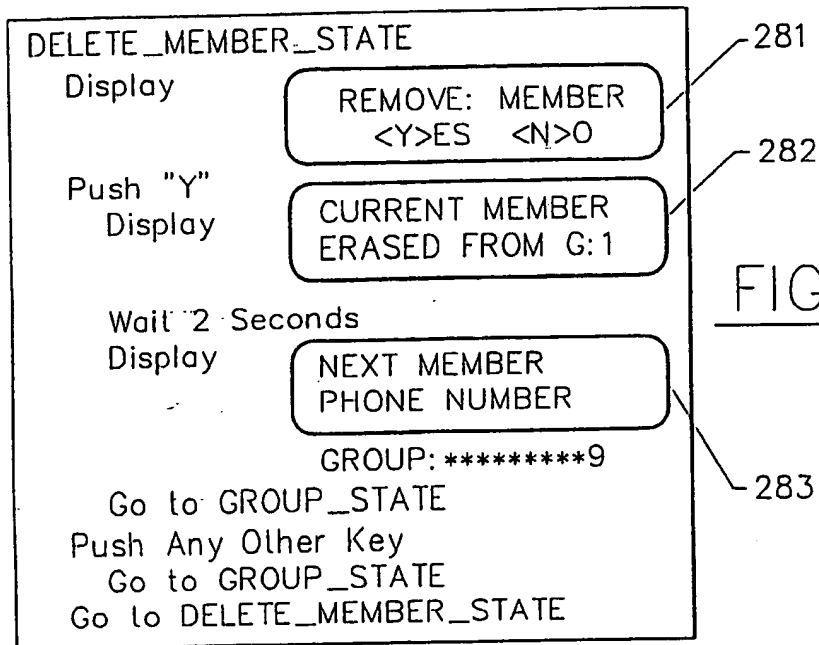 DELETE_MEMBER_STATE
281
Display
REMOVE: MEMBER
<Y>ES <N>O
282
Push "Y"
Display
CURRENT MEMBER
ERASED FROM G:1
FIG
Wait 2 Seconds
Display
NEXT MEMBER
PHONE NUMBER
GROUP: *********9
283
Go to GROUP_STATE
Push Any Other Key
Go to GROUP_STATE
Go to DELETE_MEMBER_STATE